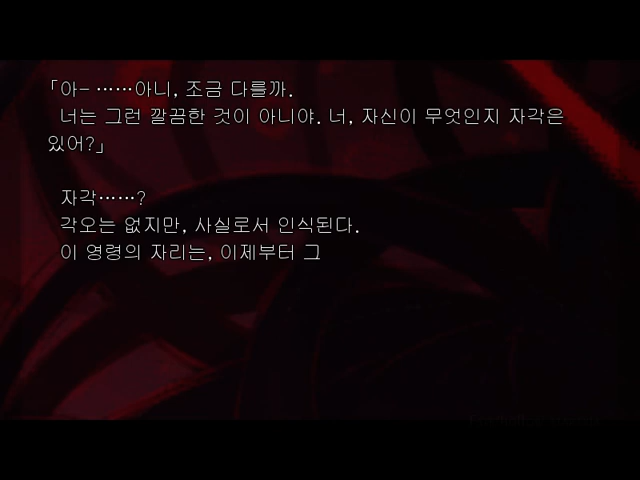 「아- ……아니, 조금 다를까.
너는 그런 깔끔한 것이 아니야. 너, 자신이 무엇인지 자각은
있어?」
자각……?
각오는 없지만, 사실로서 인식된다.
이 영령의 자리는, 이제부터 그